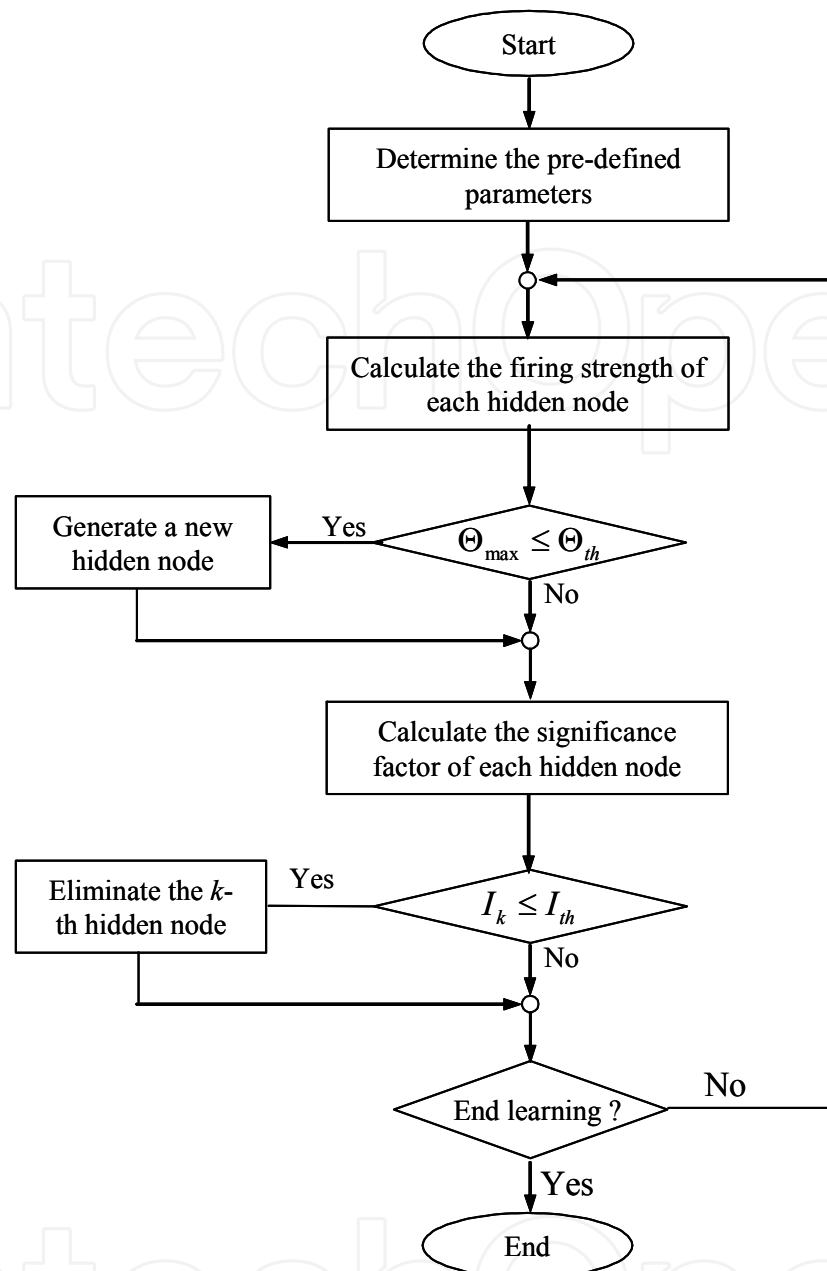 Start
Determine the pre-defined
parameters
Calculate the firing strength of
each hidden node
Generate a new
hidden node
Yes
Θmax ≤ Θth
No
Calculate the significance
factor of each hidden node
Eliminate the k-
th hidden node
Yes
Ik ≤ Ith
No
End learning ?
No
Yes
End